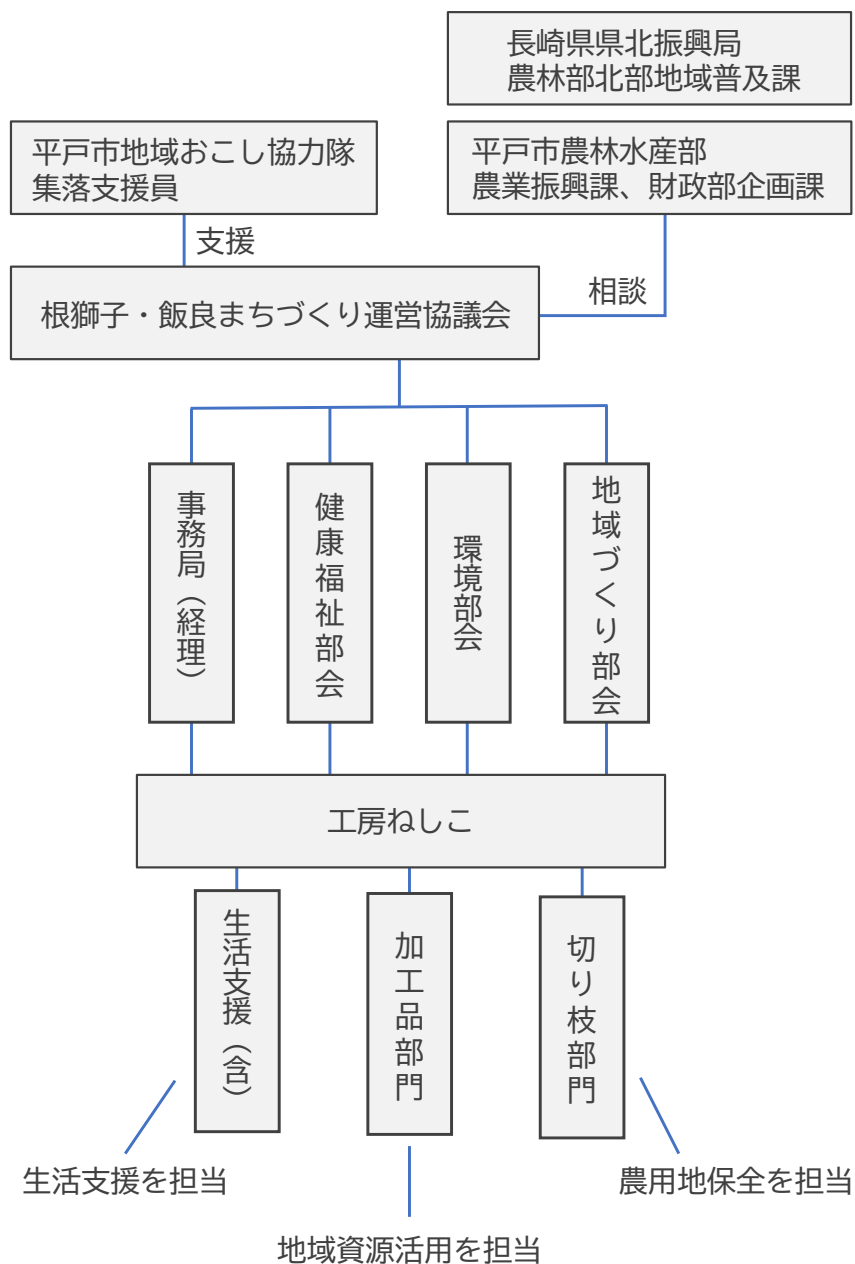 長崎県県北振興局
農林部北部地域普及課
平戸市地域おこし協力隊
集落支援員
平戸市農林水産部
農業振興課、財政部企画課
支援
相談
根獅子・飯良まちづくり運営協議会
事務局（経理）
健康福祉部会
環境部会
地域づくり部会
工房ねしこ
生活支援（含）
加工品部門
切り枝部門
生活支援を担当
農用地保全を担当
地域資源活用を担当